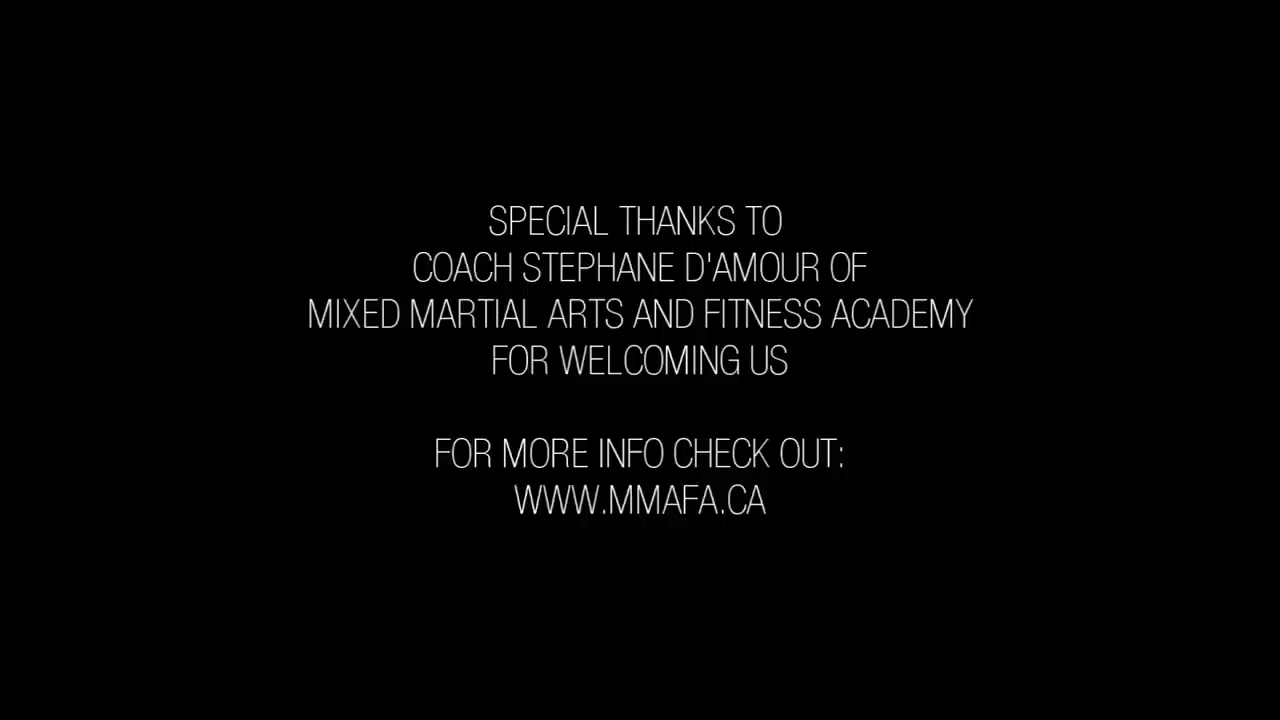 SPECIAL THANKS TO
COACH STEPHANE D'AMOUR OF
MIXED MARTIAL ARTS AND FITNESS ACADEMY
FOR WELCOMING US
FOR MORE INFO CHECK OUT:
WWW.MMAFA.CA